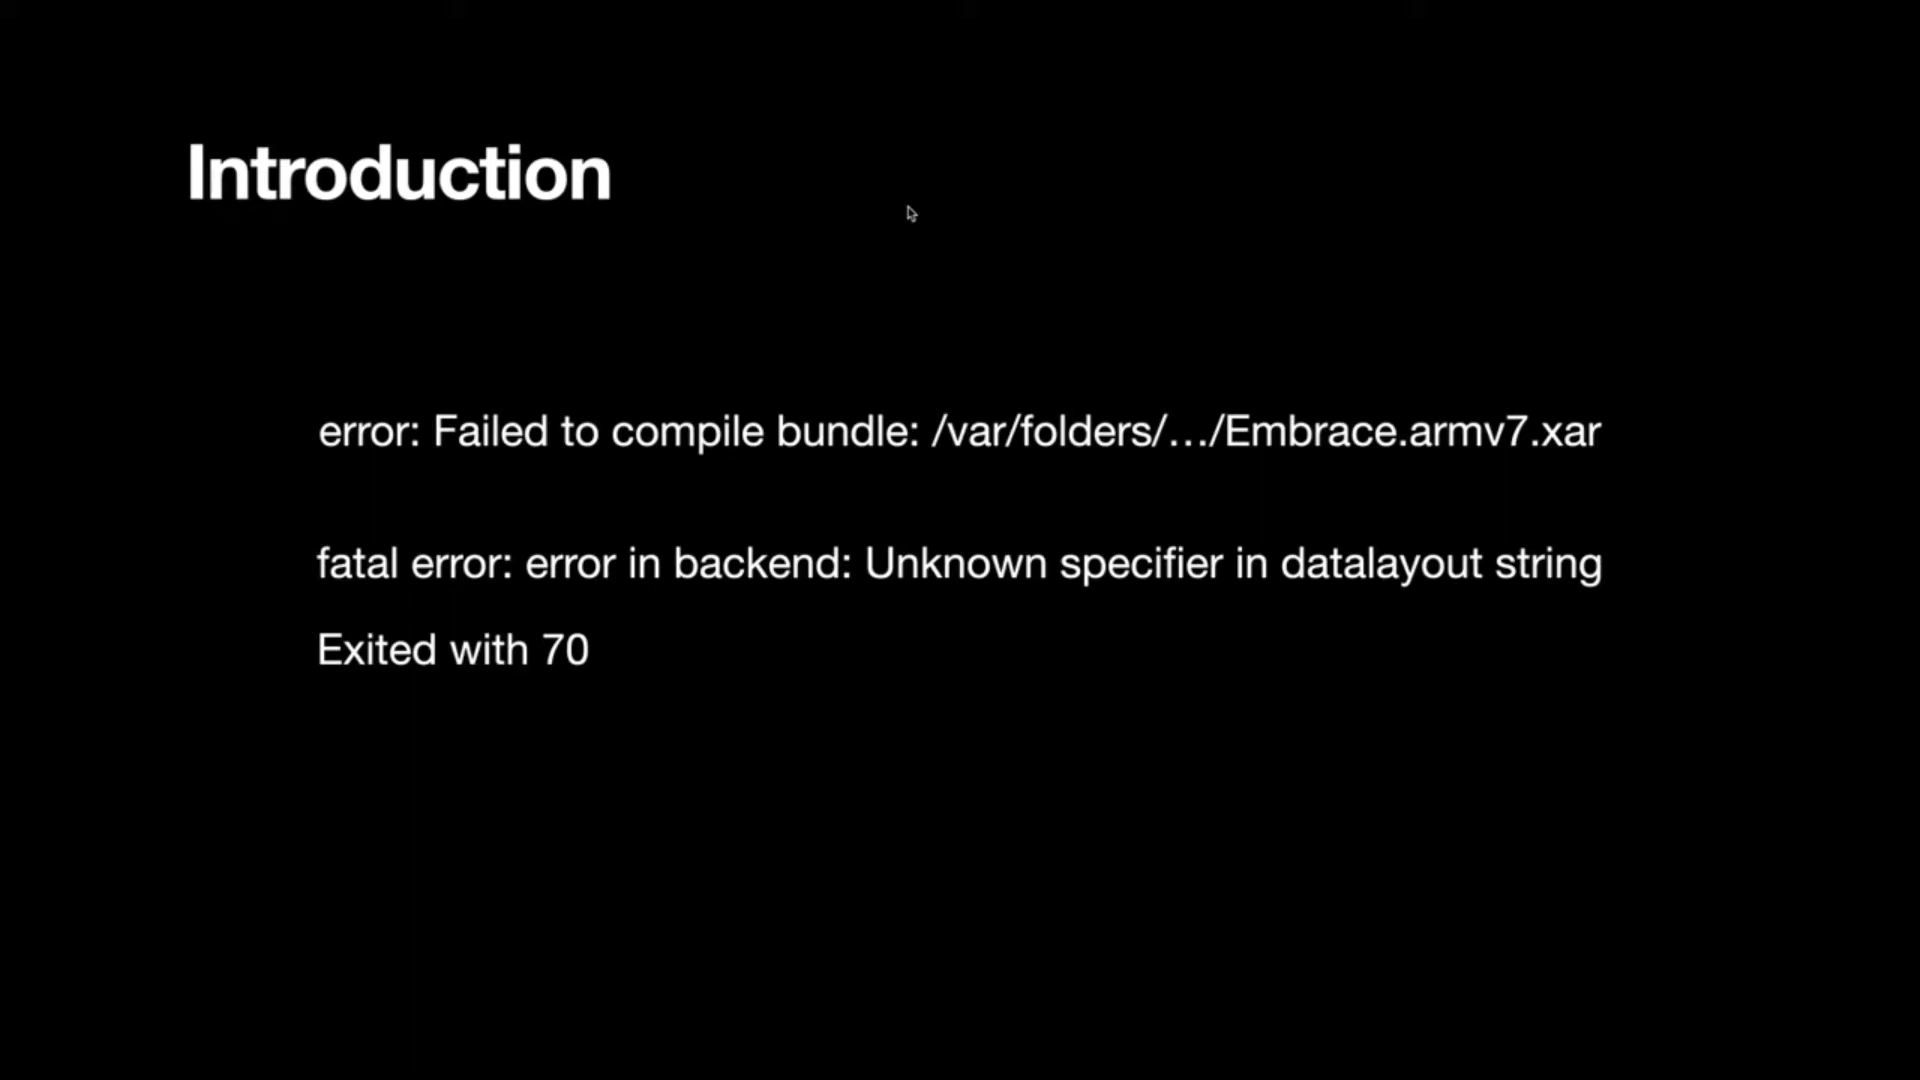 Introduction
error: Failed to compile bundle: /var/folders/…/Embrace.armv7.xar
fatal error: error in backend: Unknown specifier in datalayout string
Exited with 70